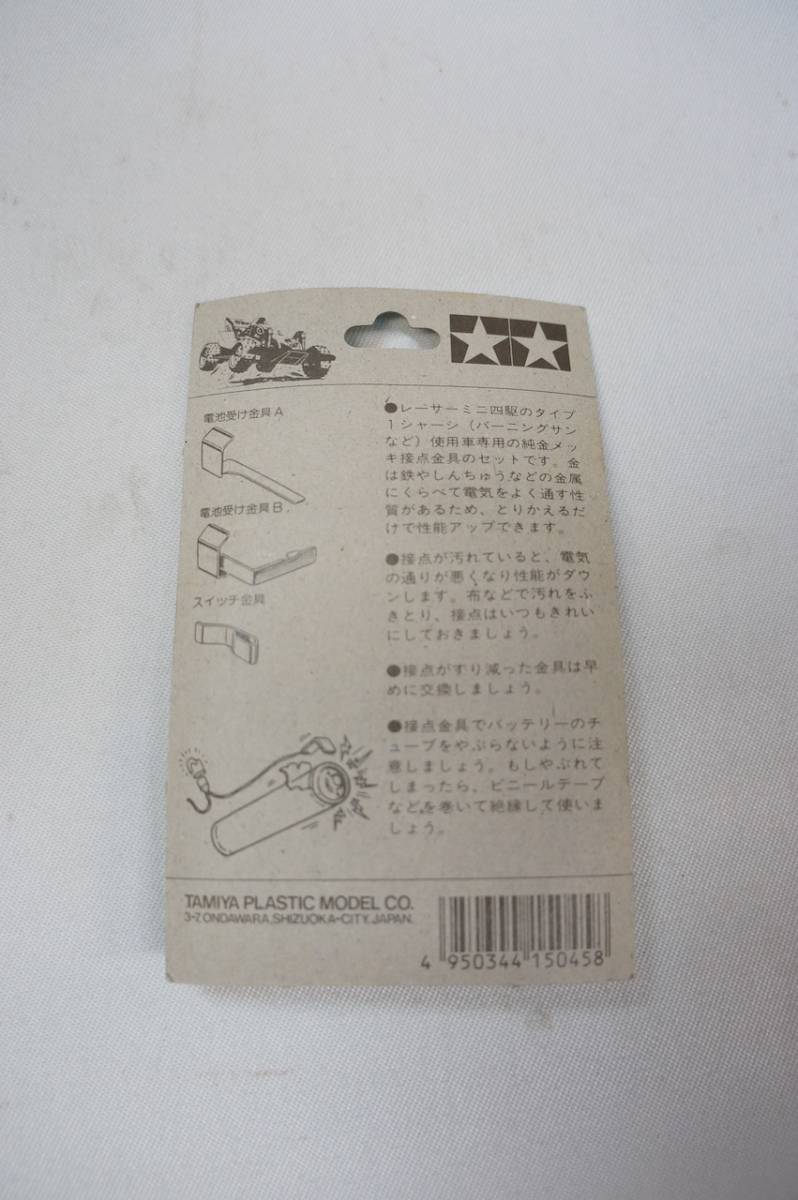 電池受け金具A
電池受け金具B
スイッチ金具
●レーサーミニ四駆のタイプ
1シャーシ（バーニングサン
など）使用車専用の純金メッ
キ接点金具のセットです。金
は鉄やしんちゅうなどの金属
にくらべて電気をよく通す性
質があるため、とりかえるだ
けで性能アップできます。
●接点が汚れていると、電気
の通りが悪くなり性能がダウ
ンします。布などで汚れをふ
きとり、接点はいつもきれい
にしておきましょう。
●接点がすり減った金具は早
めに交換しましょう。
●接点金具でバッテリーのチ
ューブをやぶらないように注
意しましょう。もしやぶれて
しまったら、ビニールテープ
などを巻いて絶縁して使いま
しょう。
TAMIYA PLASTIC MODEL CO.
3-7 ONDAWARA, SHIZUOKA-CITY, JAPAN.
4 950344 150458